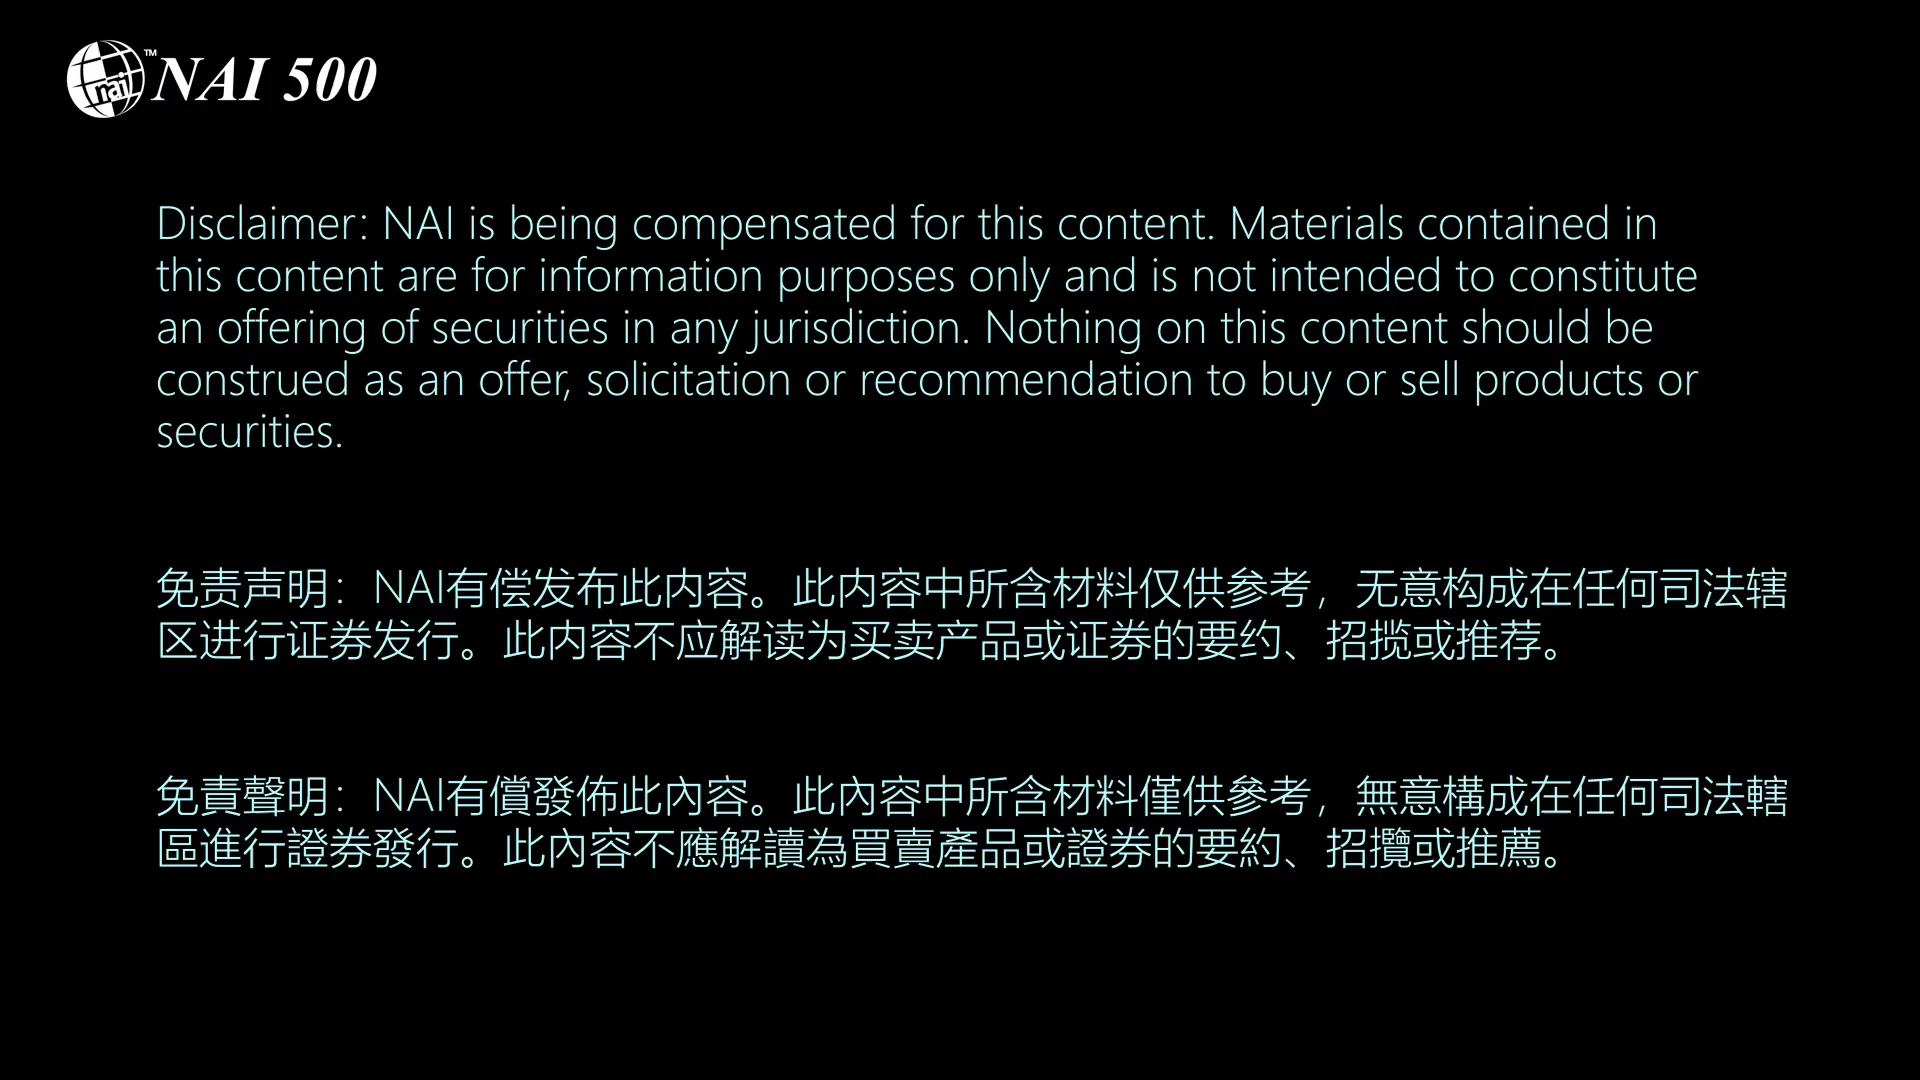 nai™ NAI 500
Disclaimer: NAI is being compensated for this content. Materials contained in
this content are for information purposes only and is not intended to constitute
an offering of securities in any jurisdiction. Nothing on this content should be
construed as an offer, solicitation or recommendation to buy or sell products or
securities.
免责声明：NAI有偿发布此内容。此内容中所含材料仅供参考，无意构成在任何司法辖
区进行证券发行。此内容不应解读为买卖产品或证券的要约、招揽或推荐。
免責聲明：NAI有償發佈此內容。此內容中所含材料僅供參考，無意構成在任何司法轄
區進行證券發行。此內容不應解讀為買賣產品或證券的要約、招攬或推薦。